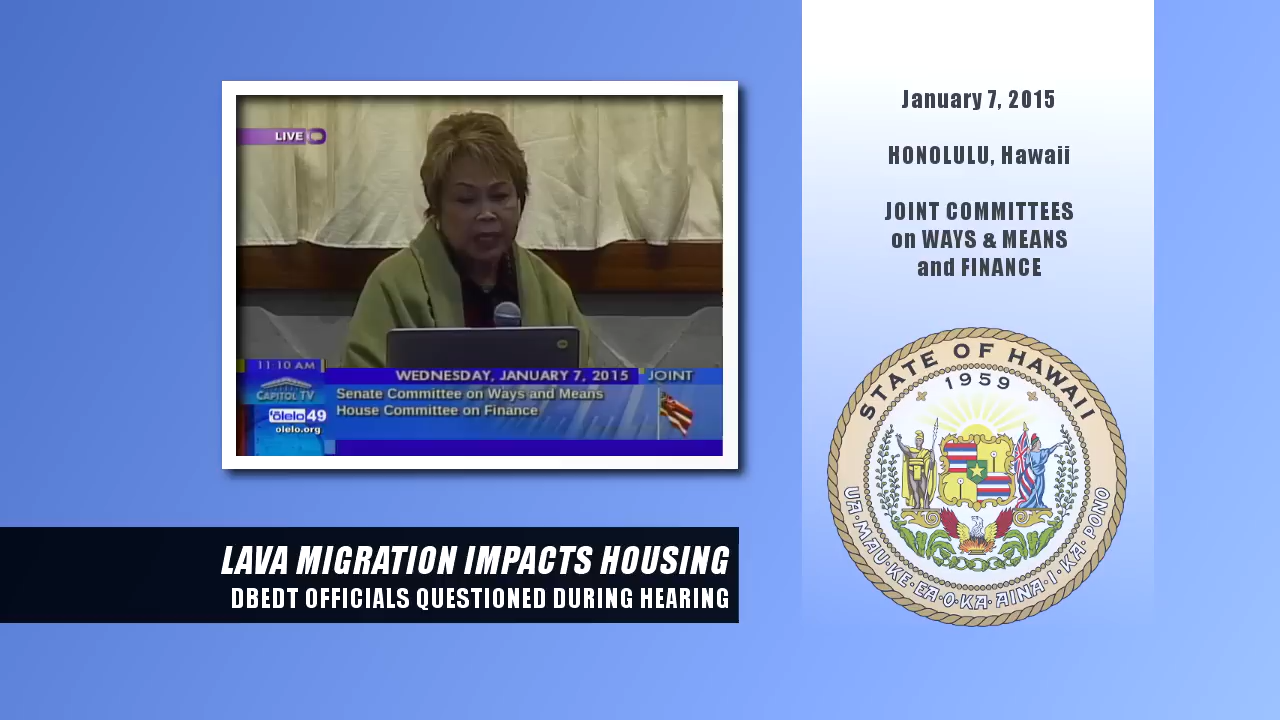 LIVE
11:10 AM
WEDNESDAY, JANUARY 7, 2015
JOINT
CAPITOL TV
Senate Committee on Ways and Means
House Committee on Finance
ʻōlelo 49
olelo.org
LAVA MIGRATION IMPACTS HOUSING
DBEDT OFFICIALS QUESTIONED DURING HEARING
January 7, 2015
HONOLULU, Hawaii
JOINT COMMITTEES
on WAYS & MEANS
and FINANCE
STATE OF HAWAII
1959
UA·MAU·KE·EA·O·KA·ĀINA·I·KA·PONO